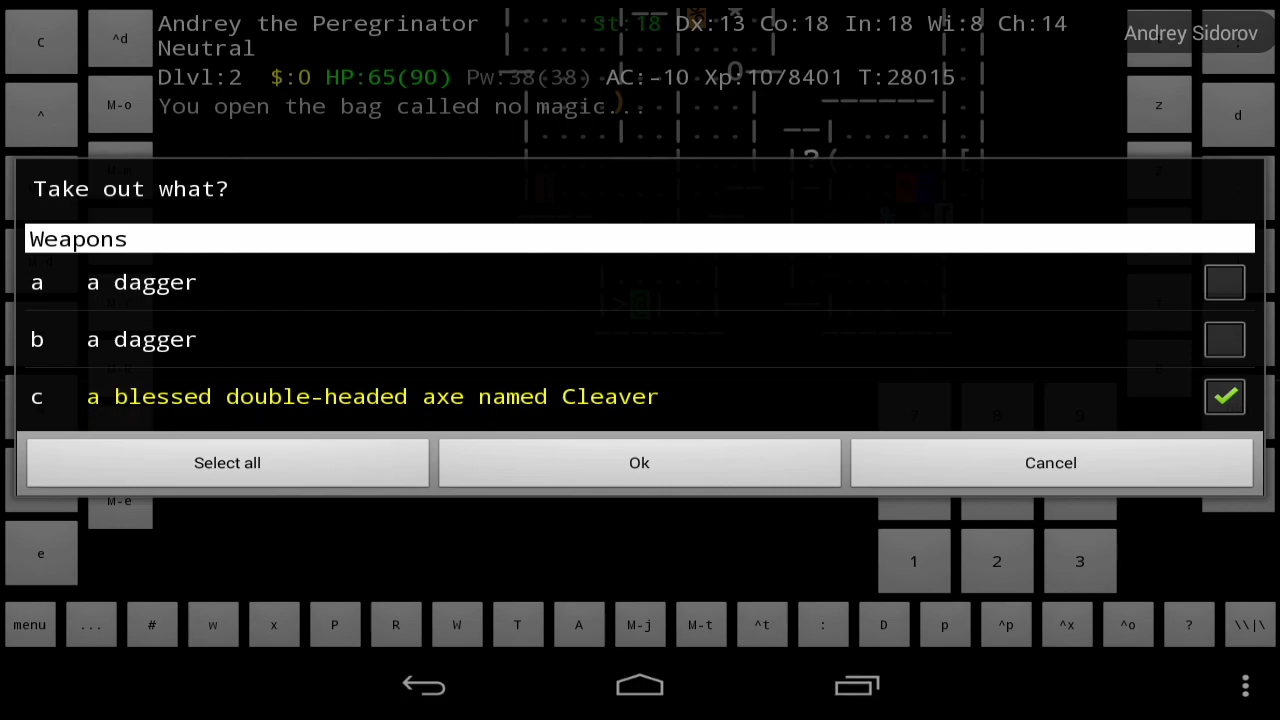 Andrey the Peregrinator St:18 Dx:13 Co:18 In:18 Wi:8 Ch:14
Neutral
Dlvl:2 $:0 HP:65(90) Pw:38(38) AC:-10 Xp:10/8401 T:28015
You open the bag called no magic...
Andrey Sidorov
c ^d
^ M-o
z d
Take out what?
Weapons
a a dagger
b a dagger
c a blessed double-headed axe named Cleaver
Select all Ok Cancel
M-e
e
1 2 3
menu ... # w x P R W T A M-j M-t ^t : D p ^p ^x ^o ? \\|\